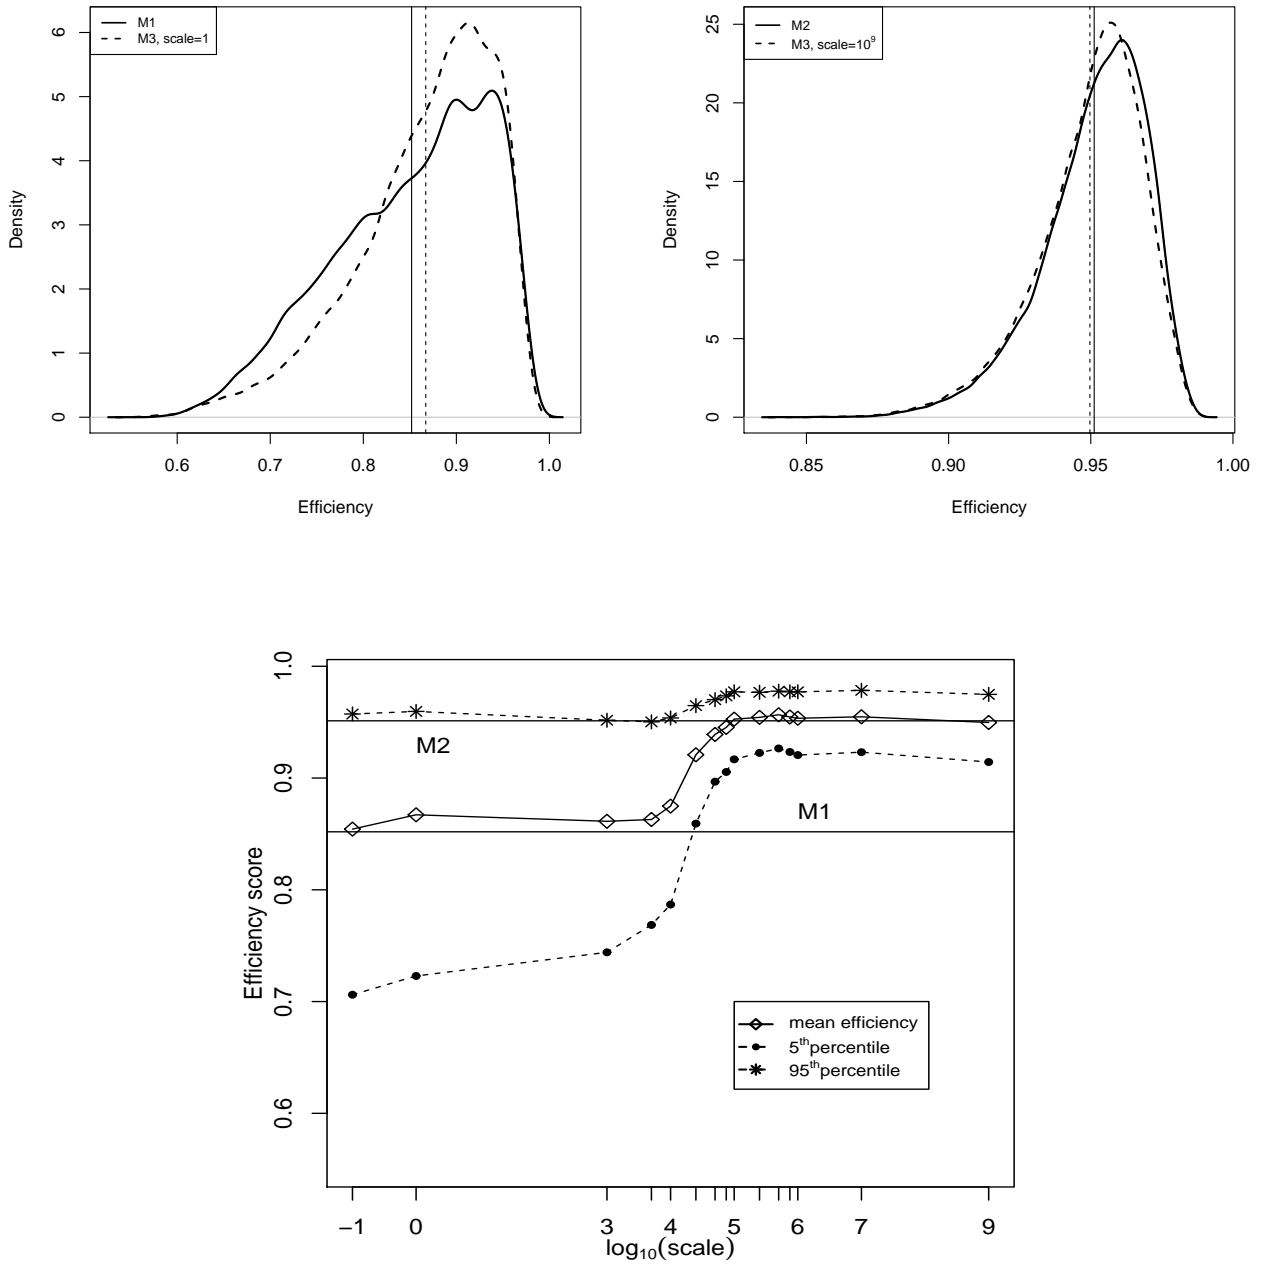 M1
M3, scale=1
6
5
4
3
2
1
0
Density
0.6 0.7 0.8 0.9 1.0
Efficiency
M2
M3, scale=10⁹
25
20
15
10
5
0
Density
0.85 0.90 0.95 1.00
Efficiency
1.0
0.9
0.8
0.7
0.6
Efficiency score
M2
M1
mean efficiency
5ᵗʰpercentile
95ᵗʰpercentile
−1 0 3 4 5 6 7 9
log₁₀(scale)